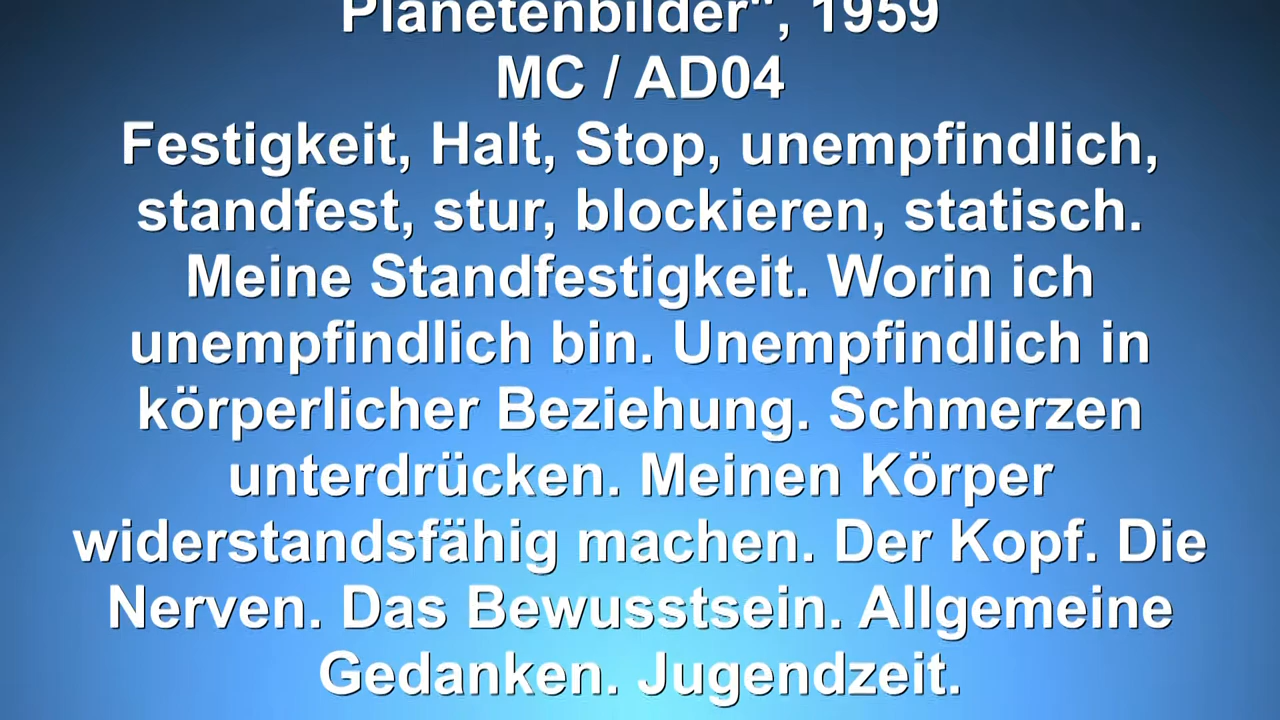 Planetenbilder", 1959
MC / AD04
Festigkeit, Halt, Stop, unempfindlich,
standfest, stur, blockieren, statisch.
Meine Standfestigkeit. Worin ich
unempfindlich bin. Unempfindlich in
körperlicher Beziehung. Schmerzen
unterdrücken. Meinen Körper
widerstandsfähig machen. Der Kopf. Die
Nerven. Das Bewusstsein. Allgemeine
Gedanken. Jugendzeit.